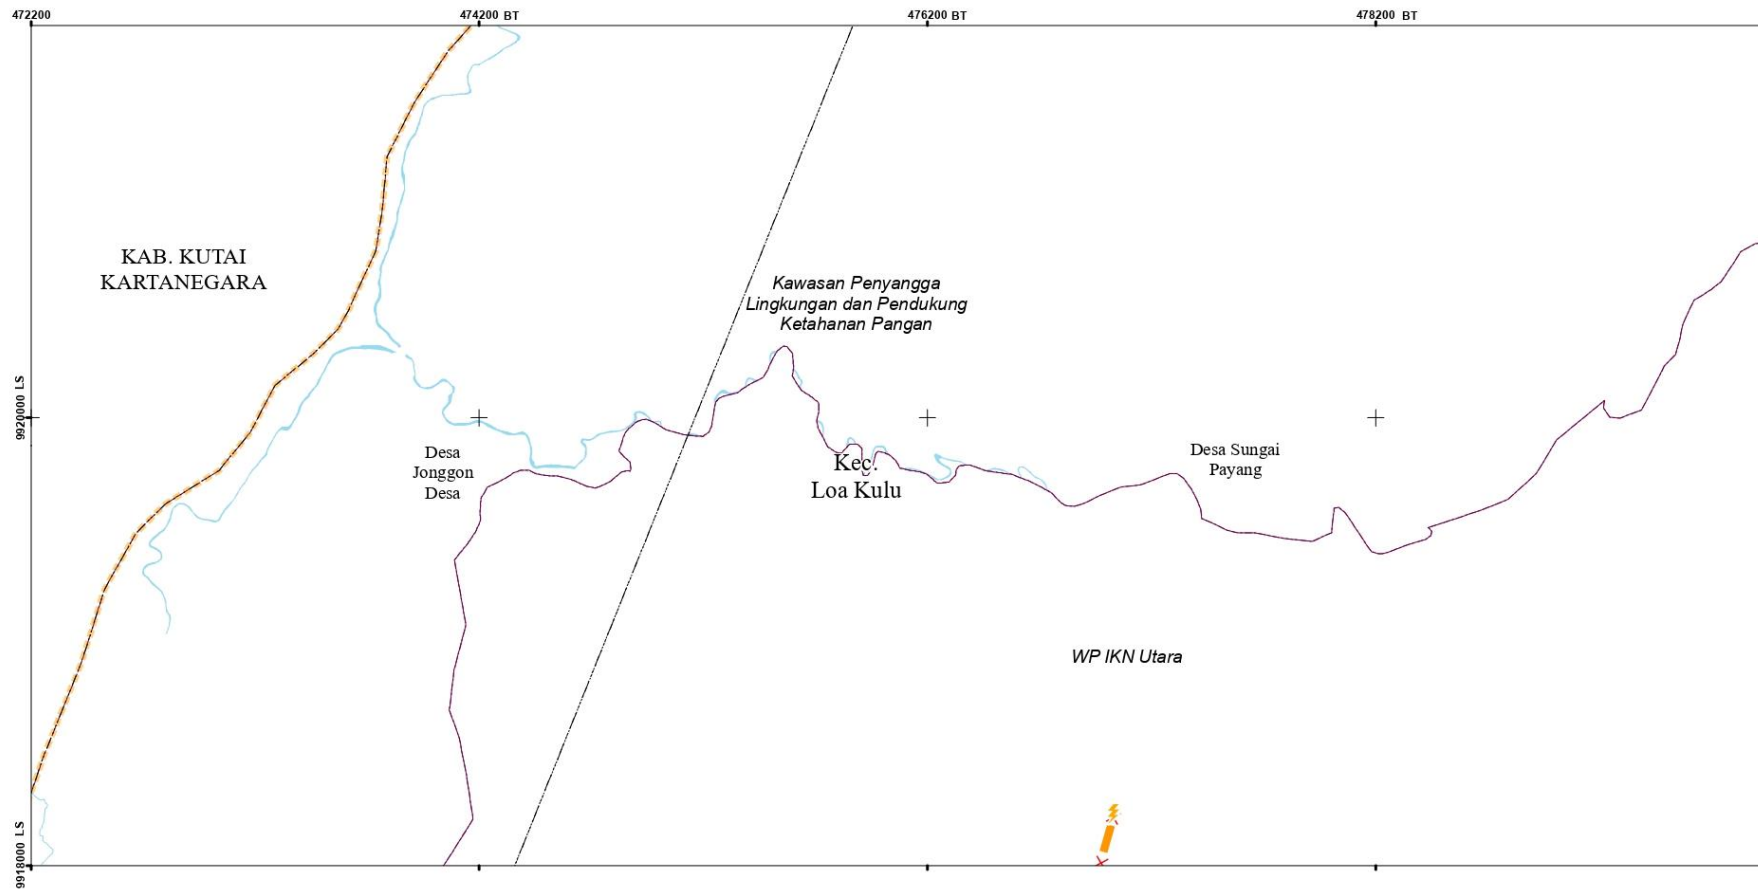 472200
474200 BT
476200 BT
478200 BT
KAB. KUTAI
KARTANEGARA
Kawasan Penyangga
Lingkungan dan Pendukung
Ketahanan Pangan
9920000 LS
Desa
Jonggon
Desa
Kec.
Loa Kulu
Desa Sungai
Payang
WP IKN Utara
9918000 LS